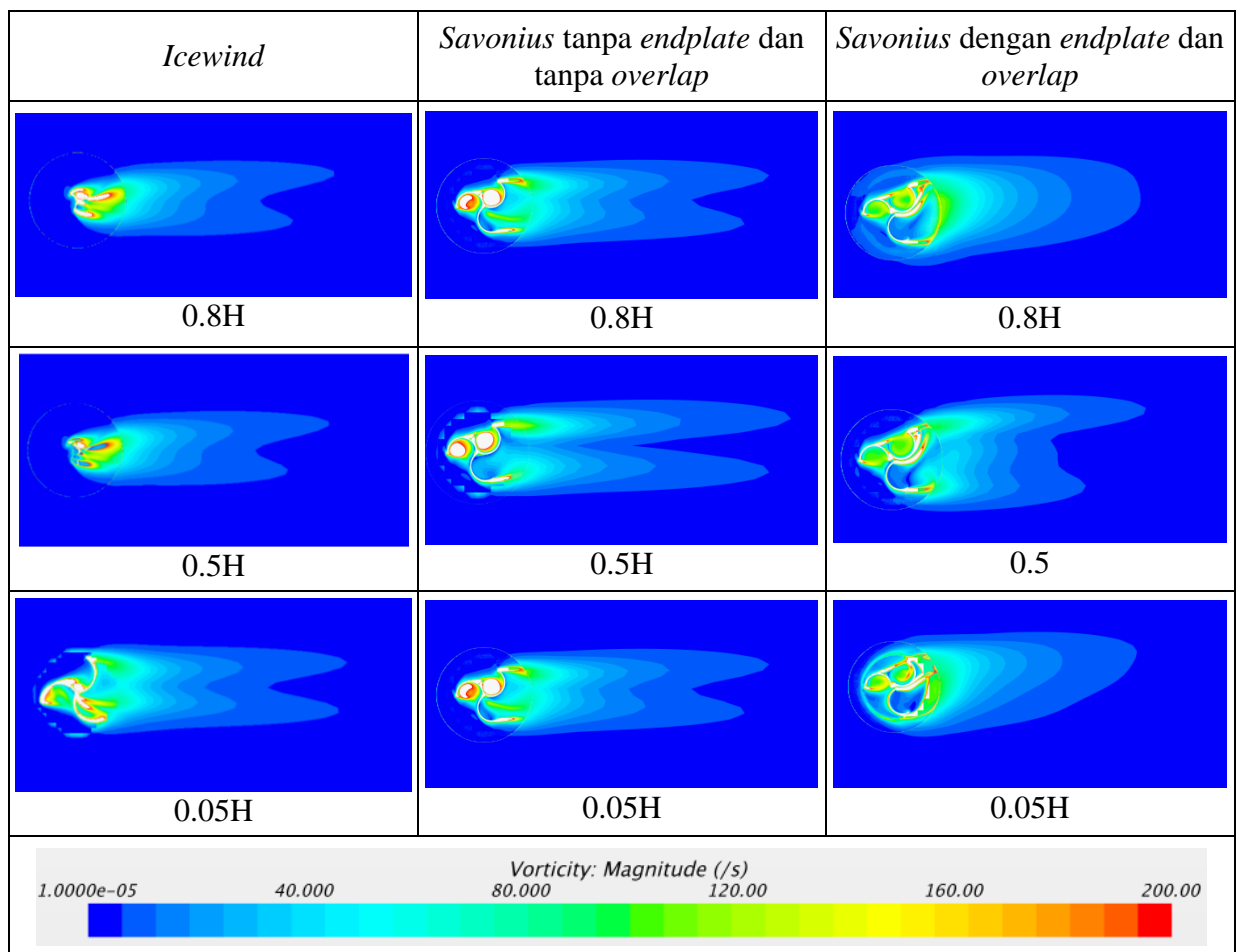 Icewind
Savonius tanpa endplate dan
tanpa overlap
Savonius dengan endplate dan
overlap
0.8H
0.8H
0.8H
0.5H
0.5H
0.5
0.05H
0.05H
0.05H
Vorticity: Magnitude (/s)
1.0000e-05 40.000 80.000 120.00 160.00 200.00